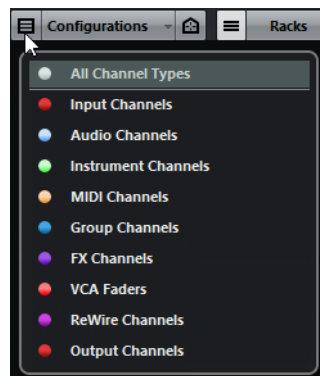 Configurations Racks
All Channel Types
Input Channels
Audio Channels
Instrument Channels
MIDI Channels
Group Channels
FX Channels
VCA Faders
ReWire Channels
Output Channels